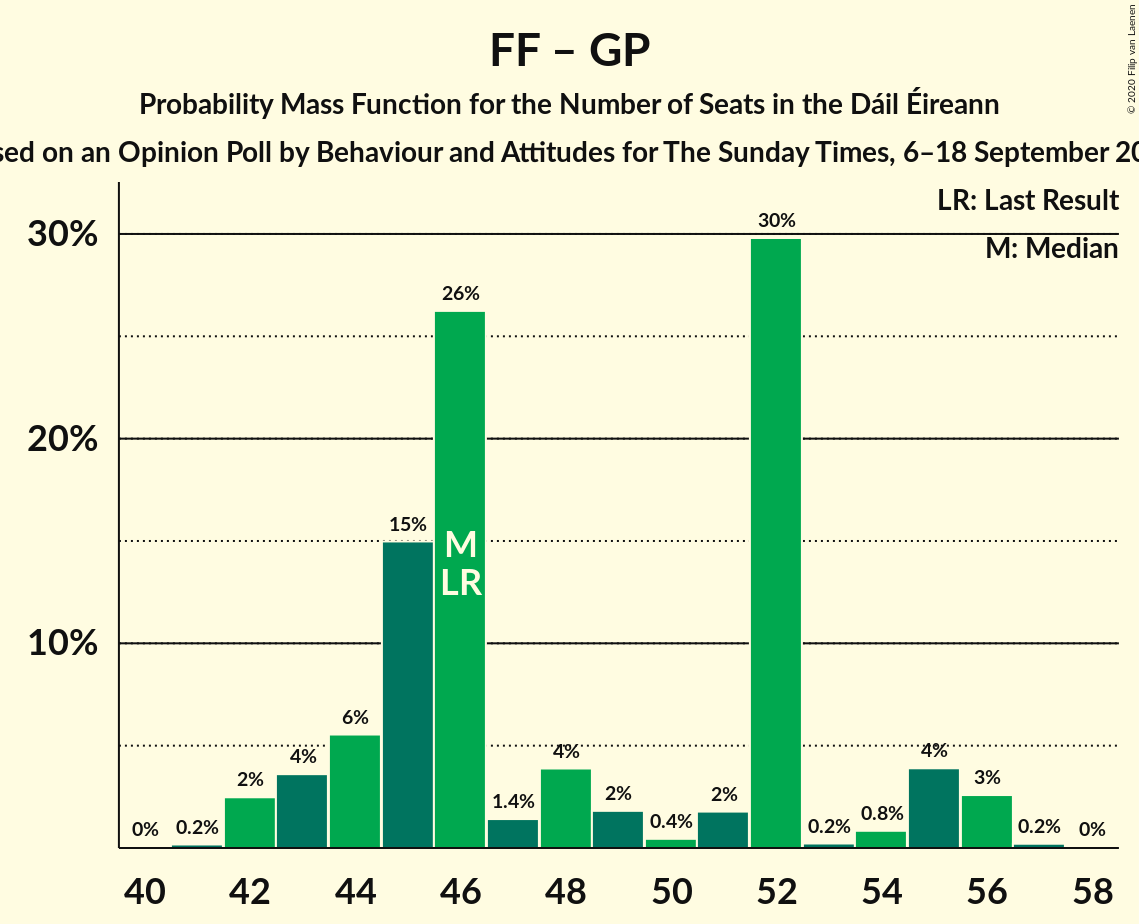 FF – GP
Probability Mass Function for the Number of Seats in the Dáil Éireann
on an Opinion Poll by Behaviour and Attitudes for The Sunday Times, 6–18 September
© 2020 Filip van Laenen
LR: Last Result
M: Median
30%
20%
10%
0%
0.2%
2%
4%
6%
15%
26%
1.4%
4%
2%
0.4%
2%
30%
0.2%
0.8%
4%
3%
0.2%
0%
M
LR
40 42 44 46 48 50 52 54 56 58